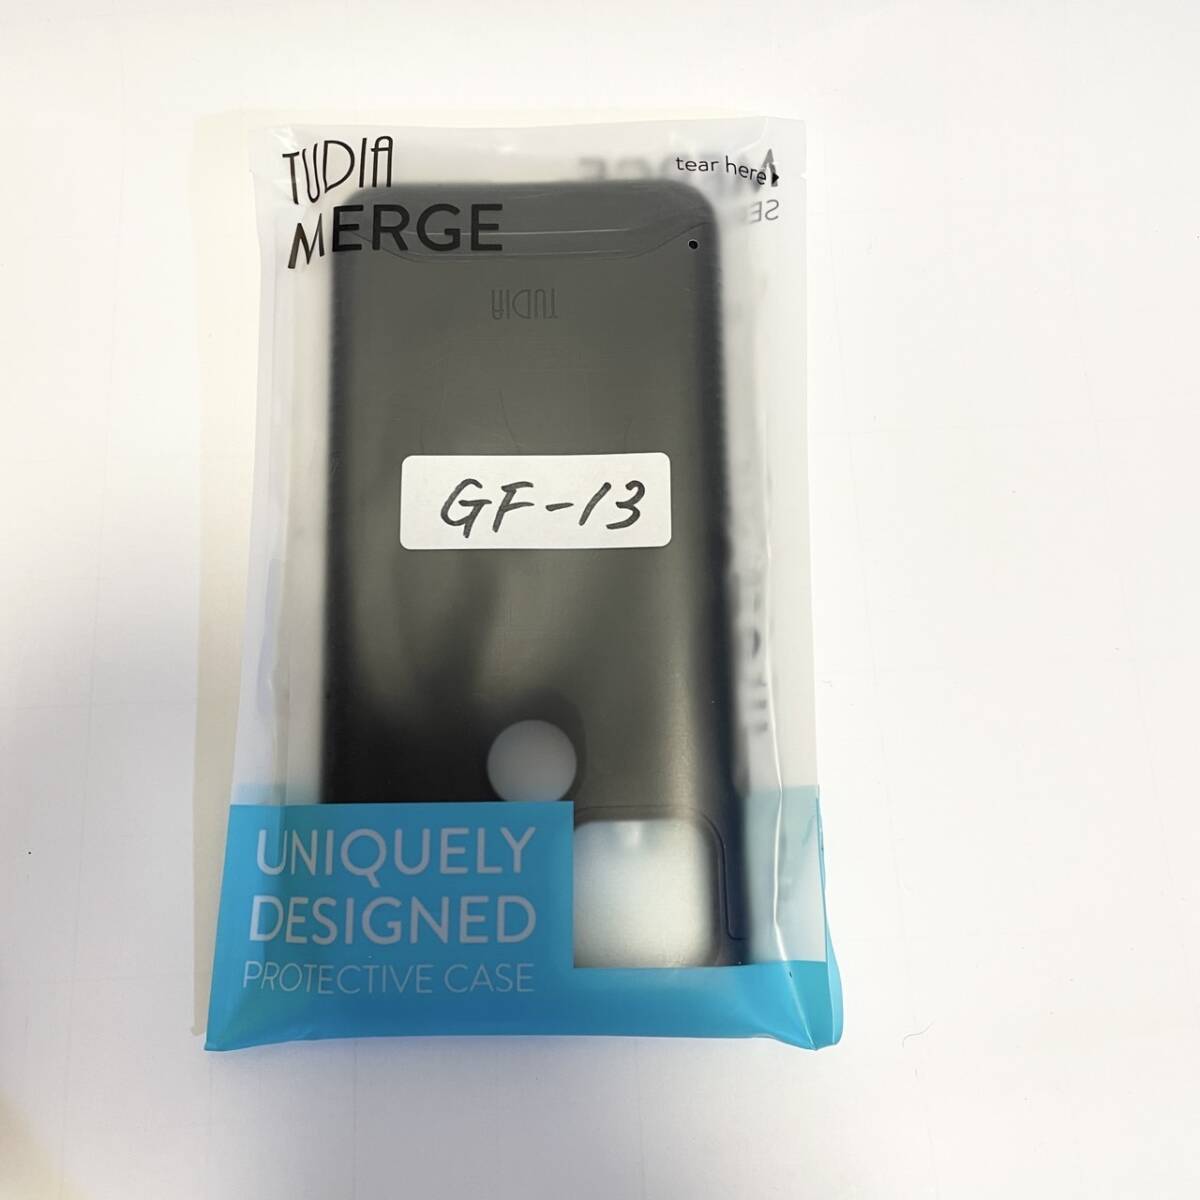 TUDIA
MERGE
tear here
TUDIA
GF-13
UNIQUELY
DESIGNED
PROTECTIVE CASE